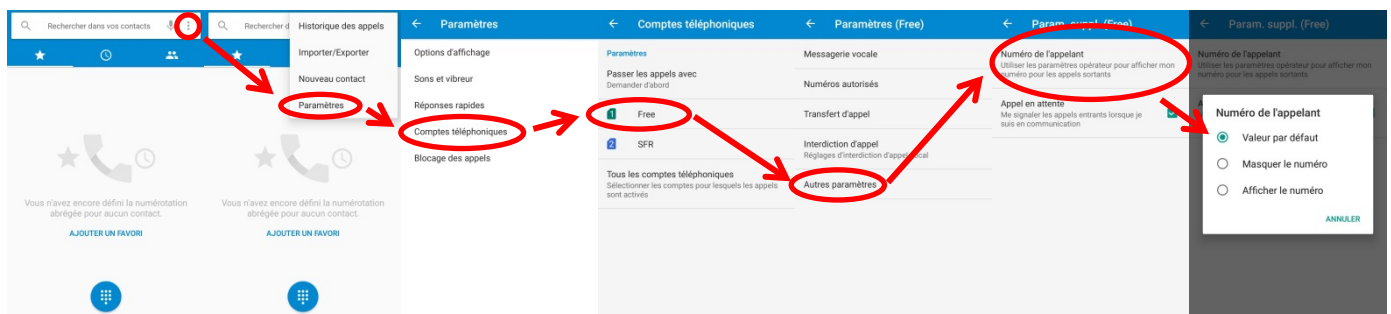 Rechercher dans vos contacts
Vous n'avez encore défini la numérotation
abrégée pour aucun contact.
AJOUTER UN FAVORI
Rechercher d
Historique des appels
Importer/Exporter
Nouveau contact
Paramètres
Vous n'avez encore défini la numérotation
abrégée pour aucun contact.
AJOUTER UN FAVORI
Paramètres
Options d'affichage
Sons et vibreur
Réponses rapides
Comptes téléphoniques
Blocage des appels
Comptes téléphoniques
Paramètres
Passer les appels avec
Demander d'abord
1 Free
2 SFR
Tous les comptes téléphoniques
Sélectionner les comptes pour lesquels les appels
sont activés
Paramètres (Free)
Messagerie vocale
Numéros autorisés
Transfert d'appel
Interdiction d'appel
Réglages d'interdiction d'appel local
Autres paramètres
Param. suppl. (Free)
Numéro de l'appelant
Utiliser les paramètres opérateur pour afficher mon
numéro pour les appels sortants
Appel en attente
Me signaler les appels entrants lorsque je
suis en communication
Param. suppl. (Free)
Numéro de l'appelant
Utiliser les paramètres opérateur pour afficher mon
numéro pour les appels sortants
Numéro de l'appelant
Valeur par défaut
Masquer le numéro
Afficher le numéro
ANNULER